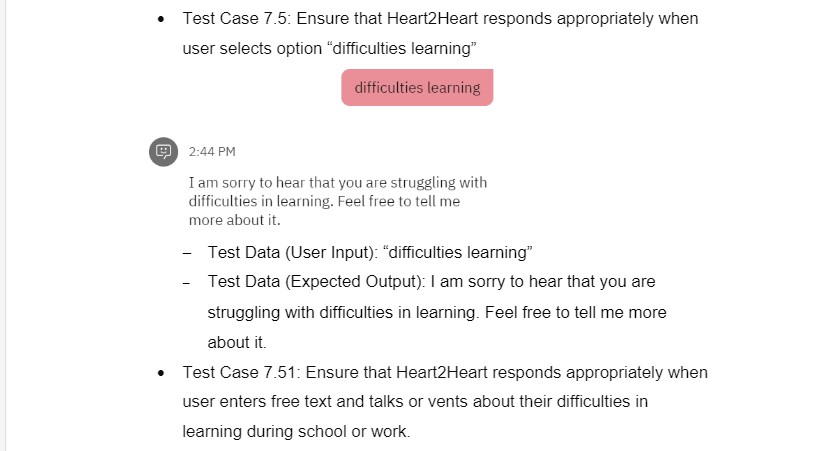 • Test Case 7.5: Ensure that Heart2Heart responds appropriately when
user selects option “difficulties learning”
difficulties learning
2:44 PM
I am sorry to hear that you are struggling with
difficulties in learning. Feel free to tell me
more about it.
– Test Data (User Input): “difficulties learning”
– Test Data (Expected Output): I am sorry to hear that you are
struggling with difficulties in learning. Feel free to tell me more
about it.
• Test Case 7.51: Ensure that Heart2Heart responds appropriately when
user enters free text and talks or vents about their difficulties in
learning during school or work.